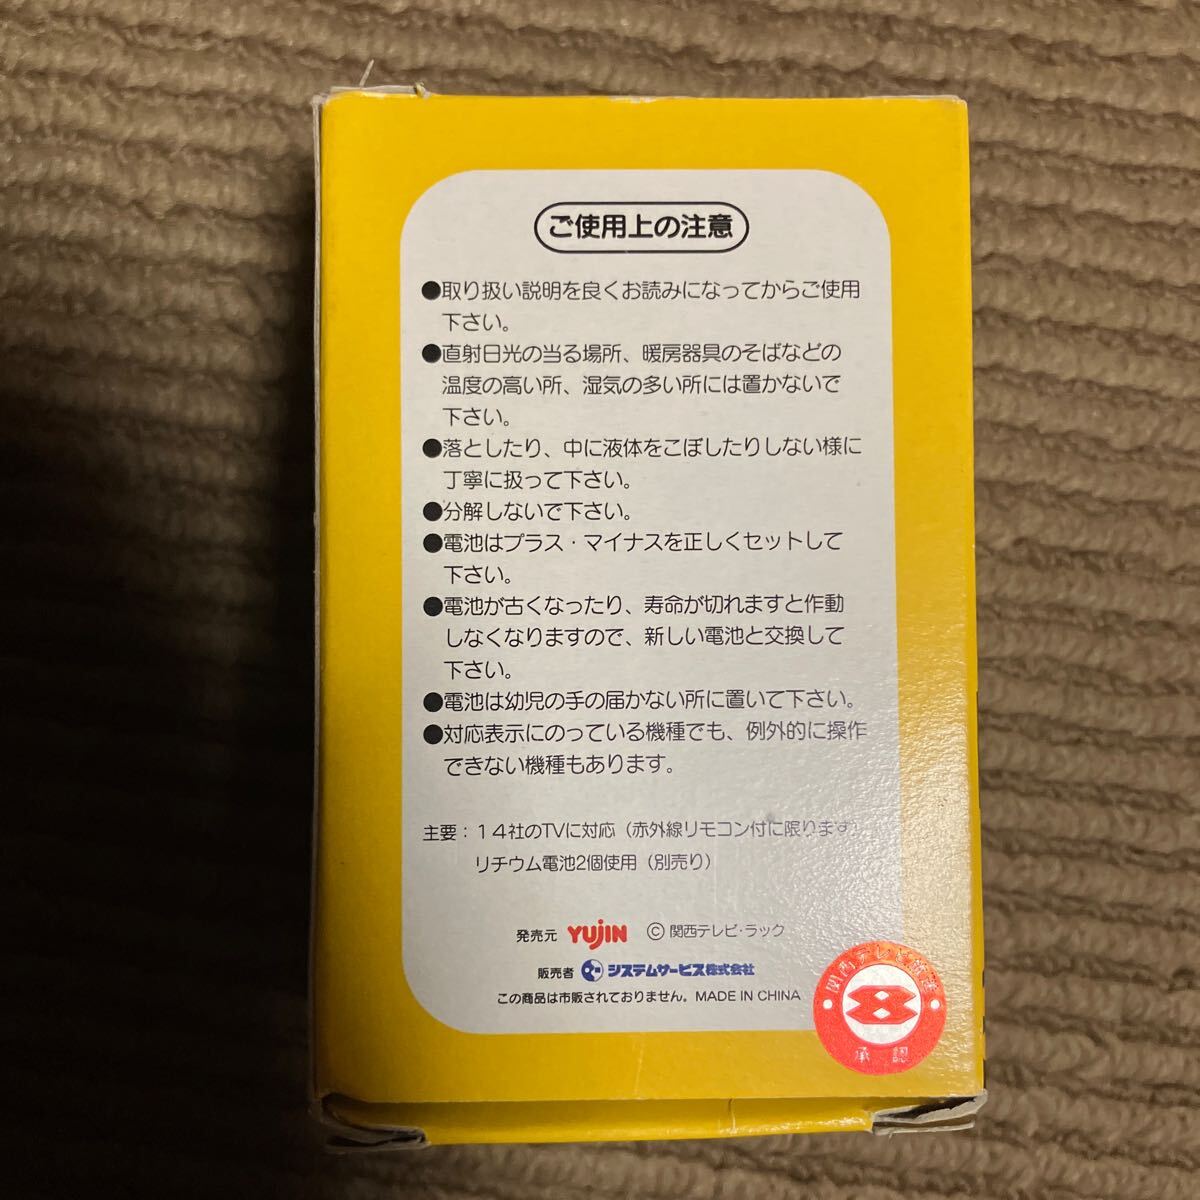 ご使用上の注意
●取り扱い説明を良くお読みになってからご使用
下さい。
●直射日光の当る場所、暖房器具のそばなどの
温度の高い所、湿気の多い所には置かないで
下さい。
●落としたり、中に液体をこぼしたりしない様に
丁寧に扱って下さい。
●分解しないで下さい。
●電池はプラス・マイナスを正しくセットして
下さい。
●電池が古くなったり、寿命が切れますと作動
しなくなりますので、新しい電池と交換して
下さい。
●電池は幼児の手の届かない所に置いて下さい。
●対応表示にのっている機種でも、例外的に操作
できない機種もあります。
主要：１４社のTVに対応（赤外線リモコン付に限ります）
リチウム電池2個使用（別売り）
発売元 YUJIN ©関西テレビ・ラック
販売者 システムサービス株式会社
この商品は市販されておりません。MADE IN CHINA
関西テレビ放送
8
承認